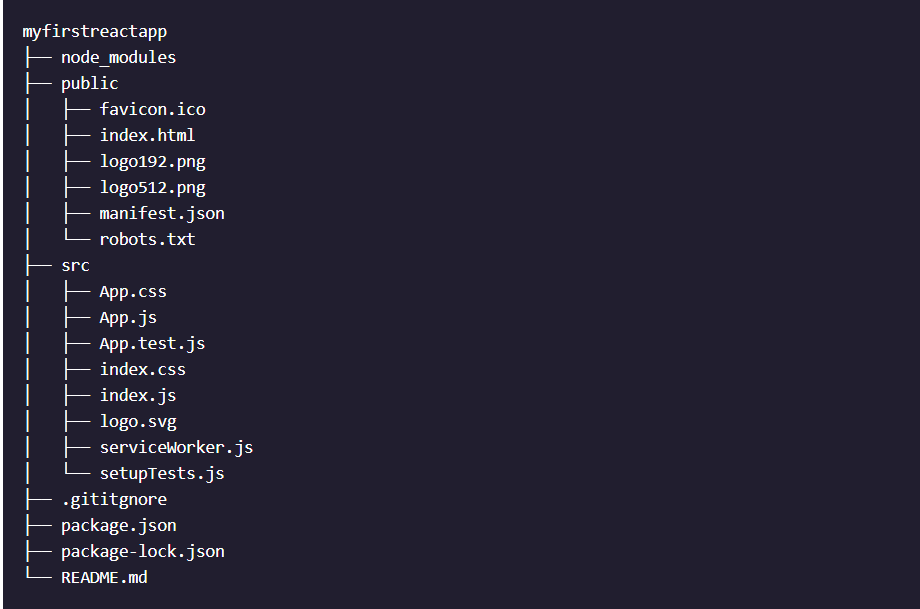 myfirstreactapp
├── node_modules
├── public
│   ├── favicon.ico
│   ├── index.html
│   ├── logo192.png
│   ├── logo512.png
│   ├── manifest.json
│   └── robots.txt
├── src
│   ├── App.css
│   ├── App.js
│   ├── App.test.js
│   ├── index.css
│   ├── index.js
│   ├── logo.svg
│   ├── serviceWorker.js
│   └── setupTests.js
├── .gititgnore
├── package.json
├── package-lock.json
└── README.md